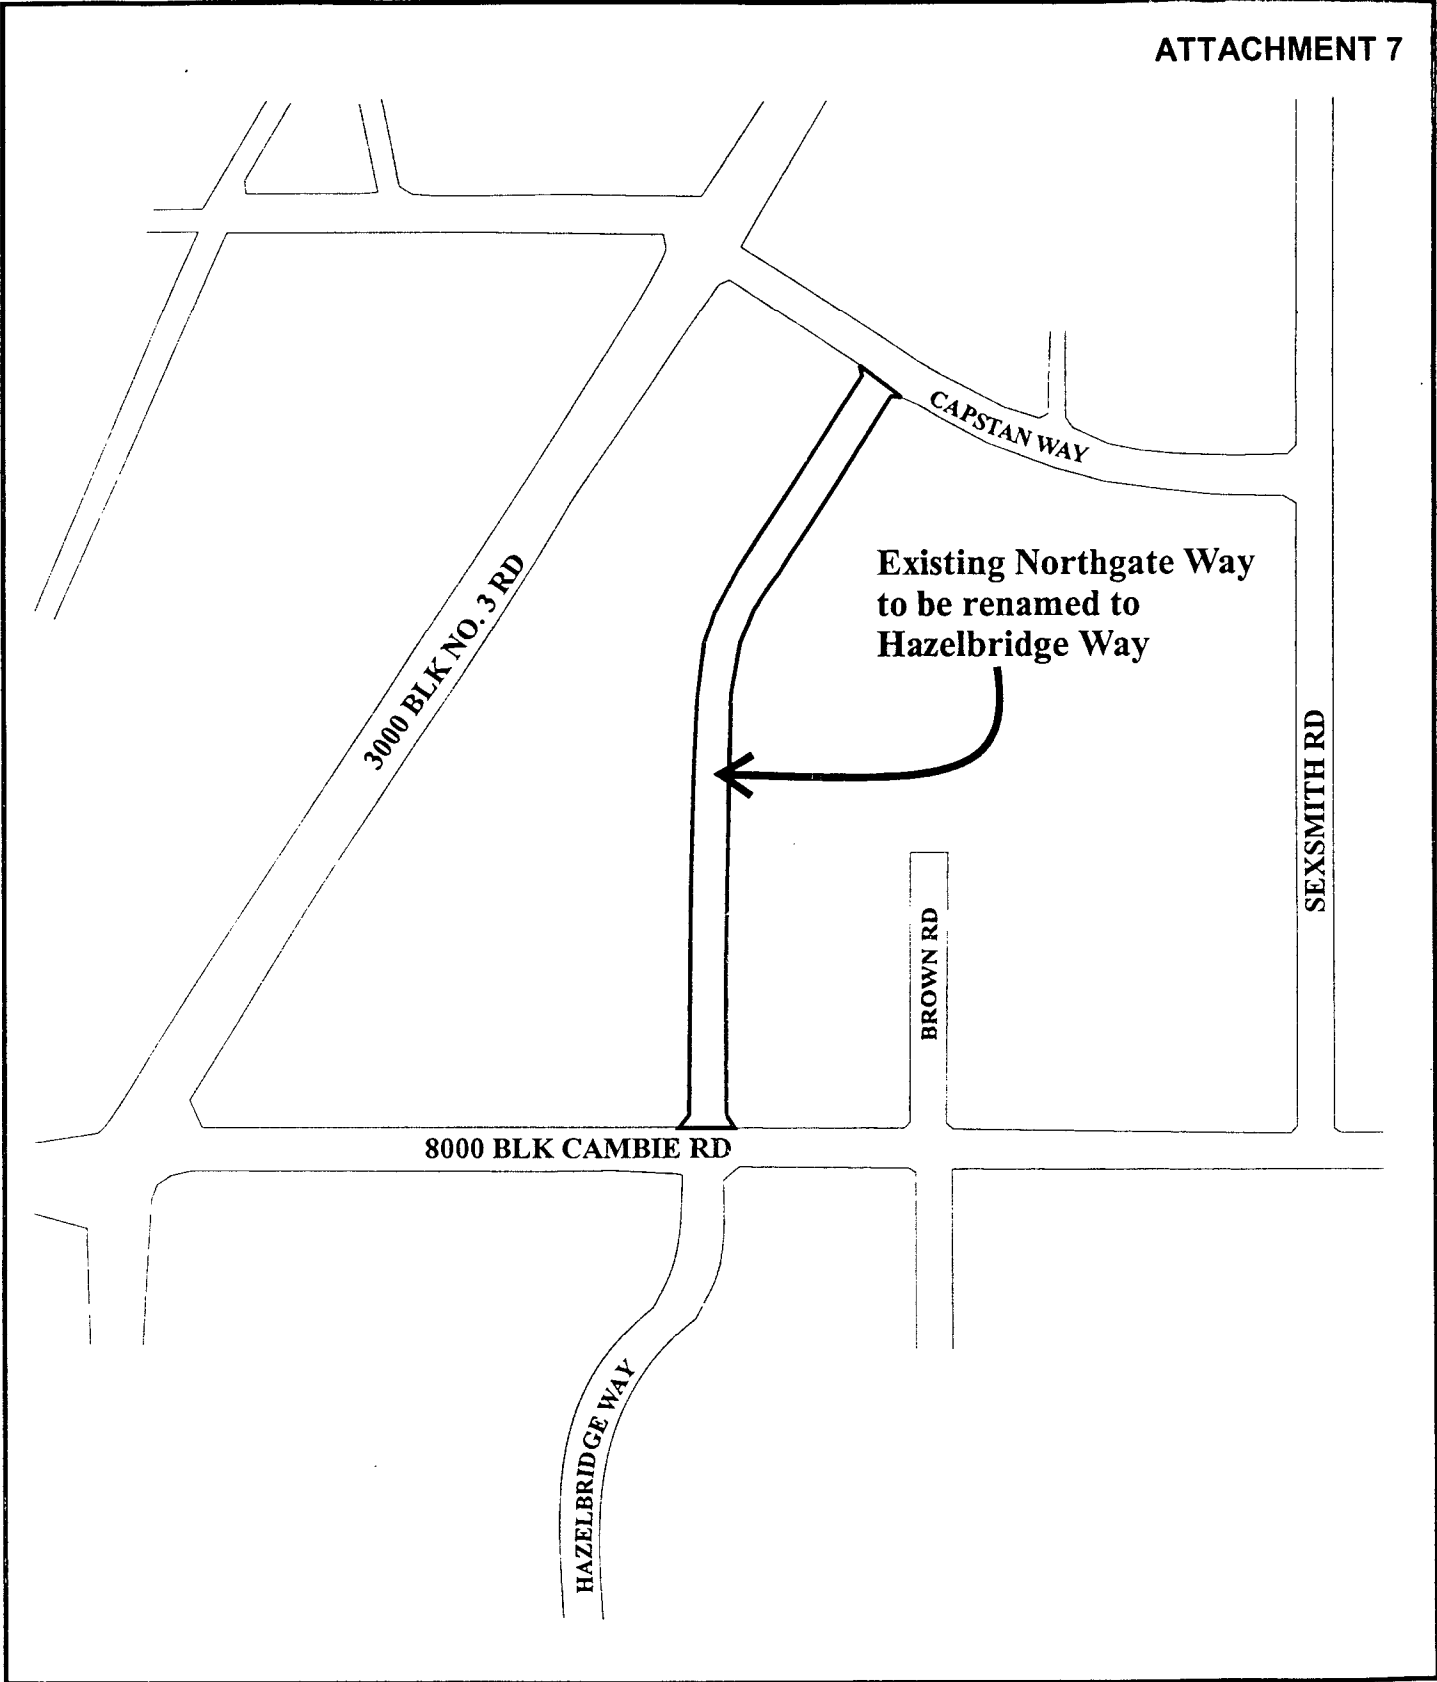 ATTACHMENT 7
CAPSTAN WAY
Existing Northgate Way
to be renamed to
Hazelbridge Way
3000 BLK NO. 3 RD
SEXSMITH RD
BROWN RD
8000 BLK CAMBIE RD
HAZELBRIDGE WAY